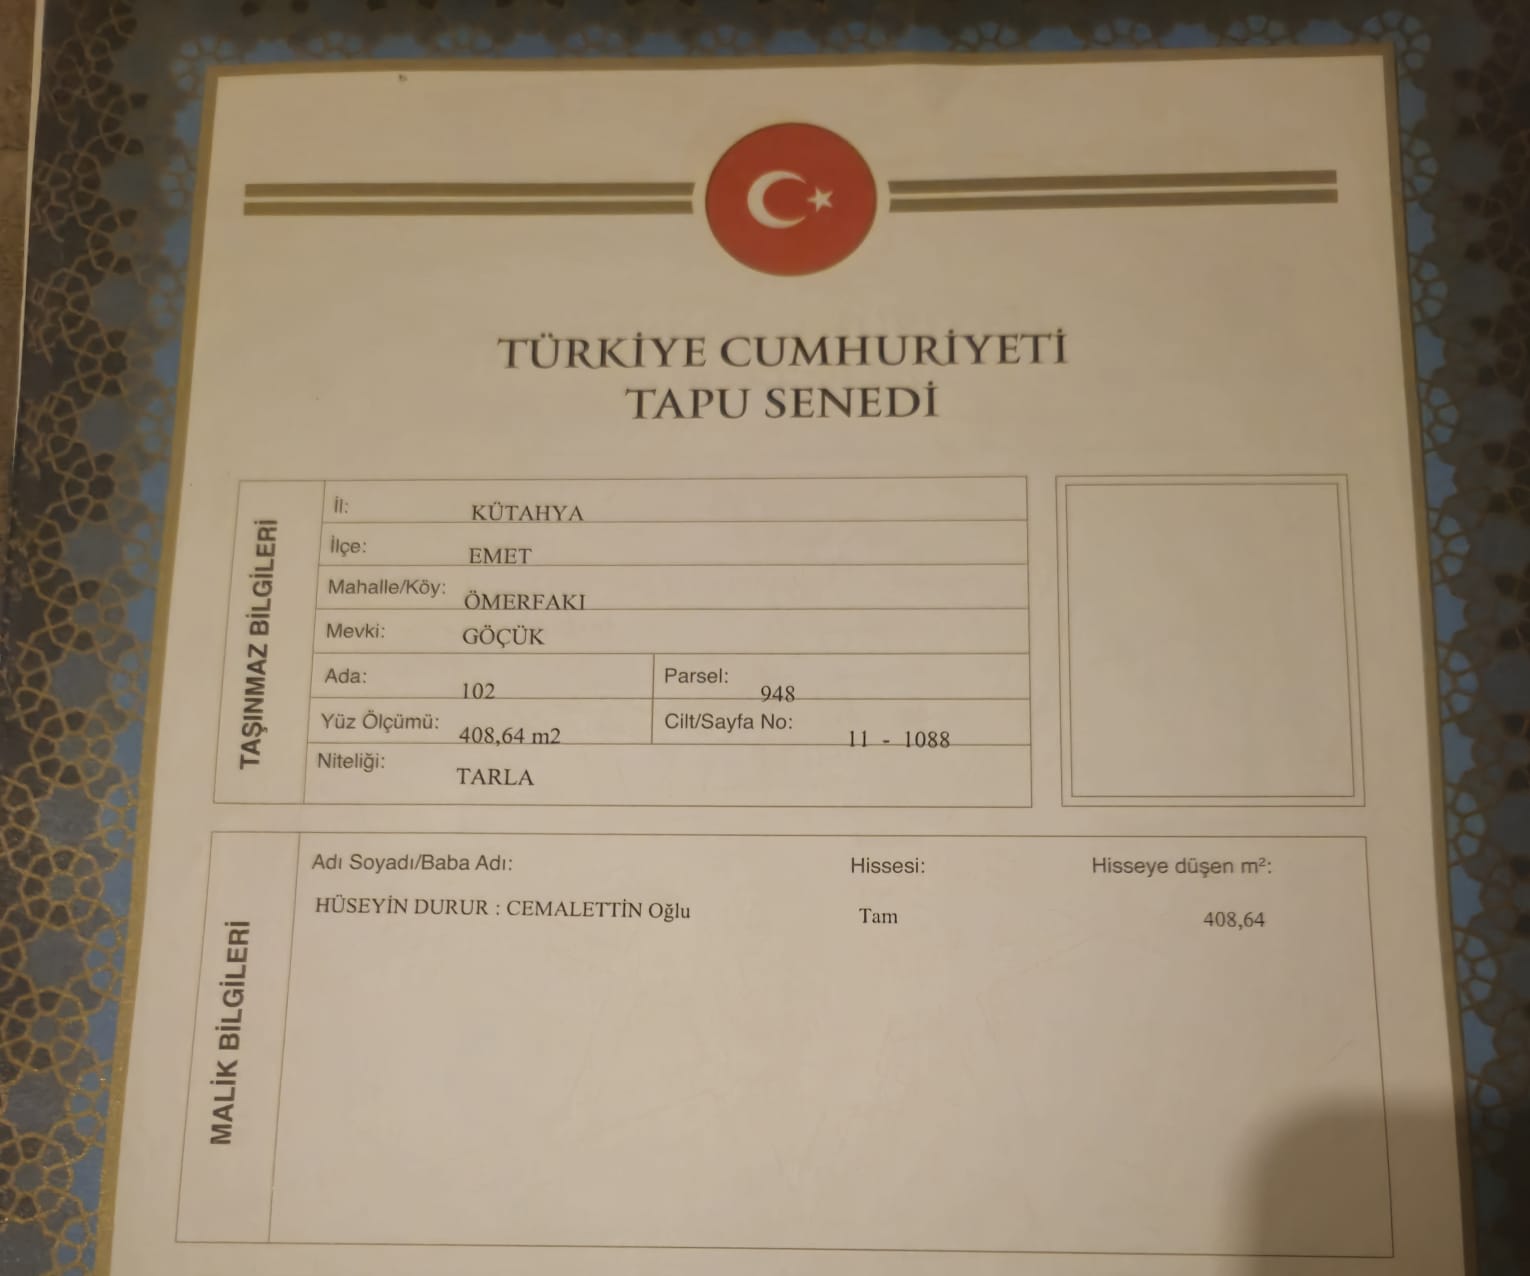 TÜRKİYE CUMHURİYETİ
TAPU SENEDİ
TAŞINMAZ BİLGİLERİ
İl: KÜTAHYA
İlçe: EMET
Mahalle/Köy: ÖMERFAKI
Mevki: GÖÇÜK
Ada: 102 Parsel: 948
Yüz Ölçümü: 408,64 m2 Cilt/Sayfa No: 11 - 1088
Niteliği: TARLA
MALİK BİLGİLERİ
Adı Soyadı/Baba Adı: Hissesi: Hisseye düşen m²:
HÜSEYİN DURUR : CEMALETTİN Oğlu Tam 408,64